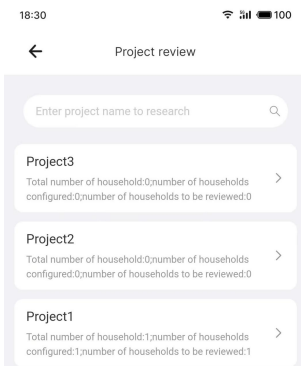 18:30
5G
100
Project review
Enter project name to research
Project3
Total number of household:0;number of households
configured:0;number of households to be reviewed:0
Project2
Total number of household:0;number of households
configured:0;number of households to be reviewed:0
Project1
Total number of household:1;number of households
configured:1;number of households to be reviewed:1